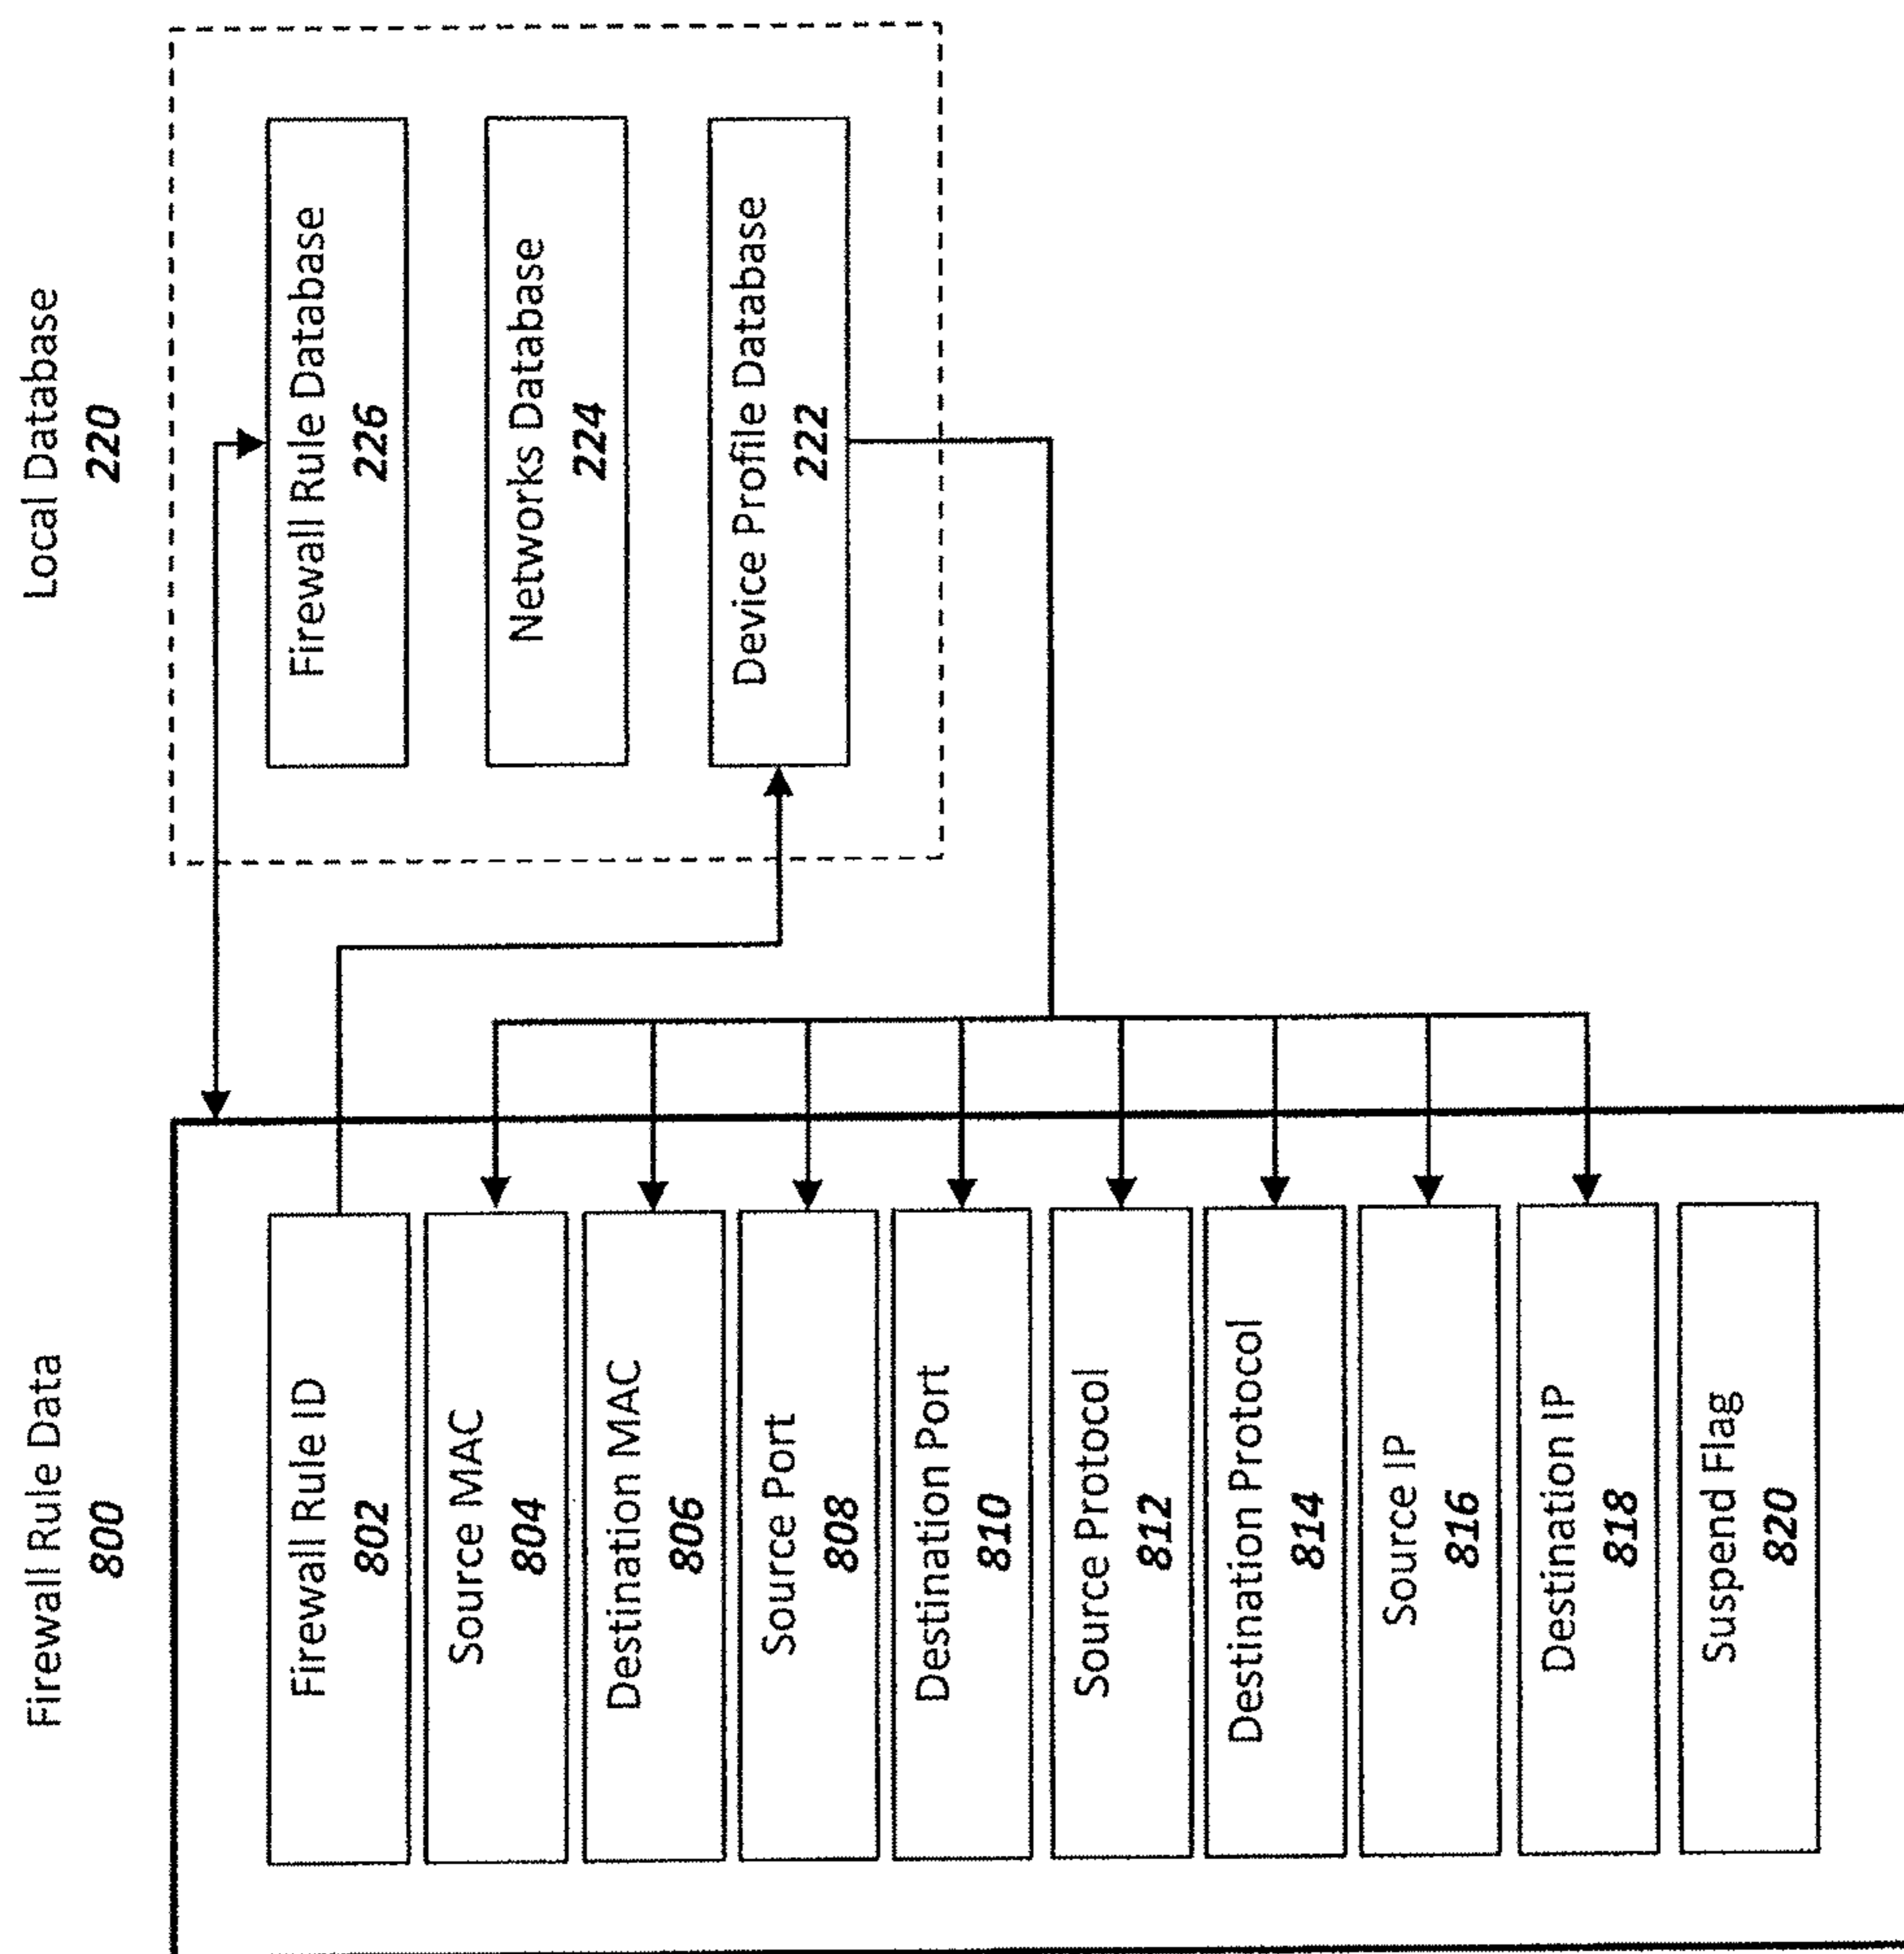 Firewall Rule Data
800
Firewall Rule ID
802
Source MAC
804
Destination MAC
806
Source Port
808
Destination Port
810
Source Protocol
812
Destination Protocol
814
Source IP
816
Destination IP
818
Suspend Flag
820
Local Database
220
Firewall Rule Database
226
Networks Database
224
Device Profile Database
222